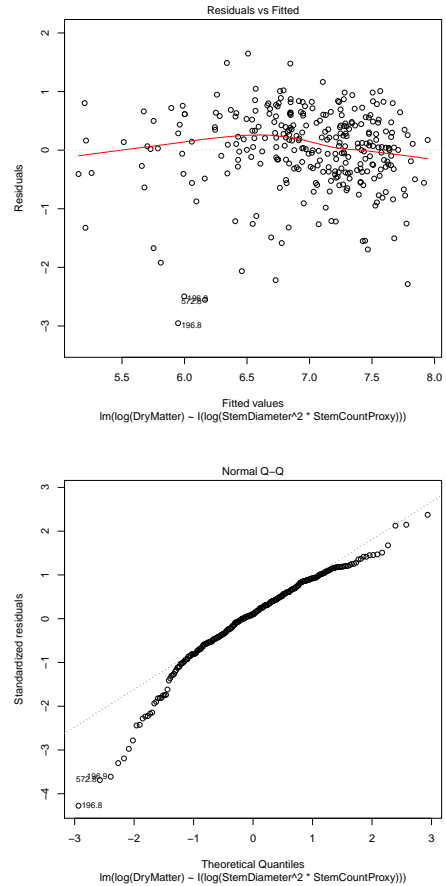 Residuals vs Fitted
2
1
0
−1
−2
−3
Residuals
196.9
572.8
196.8
5.5 6.0 6.5 7.0 7.5 8.0
Fitted values
lm(log(DryMatter) ~ I(log(StemDiameter^2 * StemCountProxy)))
Normal Q−Q
3
2
1
0
−1
−2
−3
−4
Standardized residuals
572.8
196.9
196.8
−3 −2 −1 0 1 2 3
Theoretical Quantiles
lm(log(DryMatter) ~ I(log(StemDiameter^2 * StemCountProxy)))